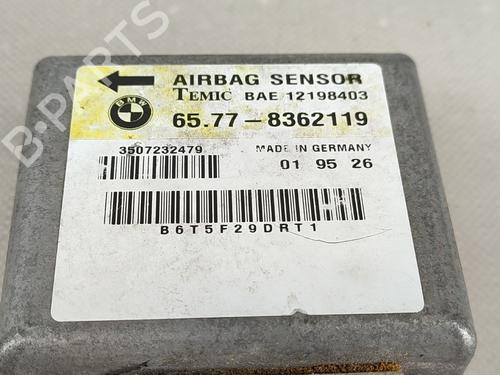 AIRBAG SENSOR
TEMIC BAE 12198403
BMW
65.77-8362119
3507232479
MADE IN GERMANY
01 95 26
B6T5F29DRT1
B-PARTS